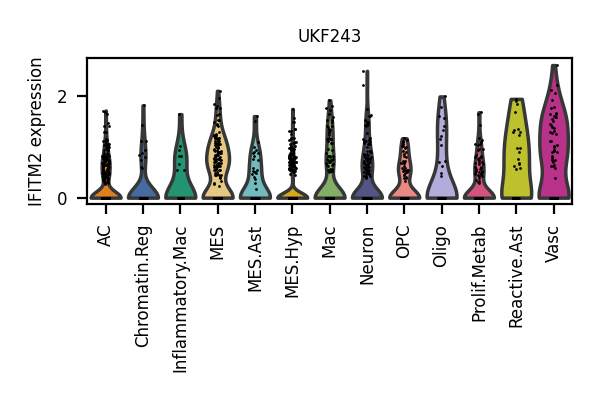 UKF243
IFITM2 expression
2
0
AC
Chromatin.Reg
Inflammatory.Mac
MES
MES.Ast
MES.Hyp
Mac
Neuron
OPC
Oligo
Prolif.Metab
Reactive.Ast
Vasc